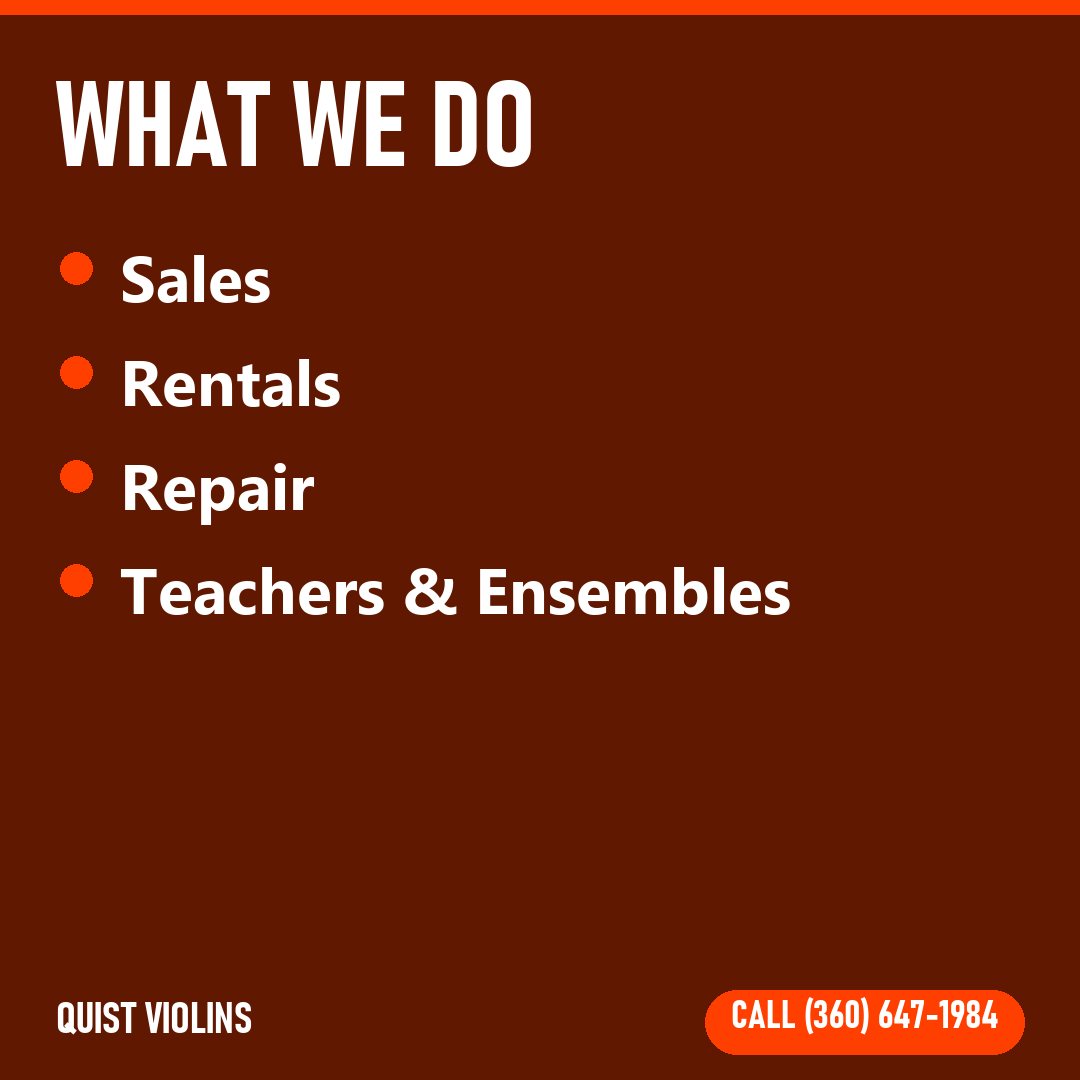 WHAT WE DO
Sales
Rentals
Repair
Teachers & Ensembles
QUIST VIOLINS
CALL (360) 647-1984